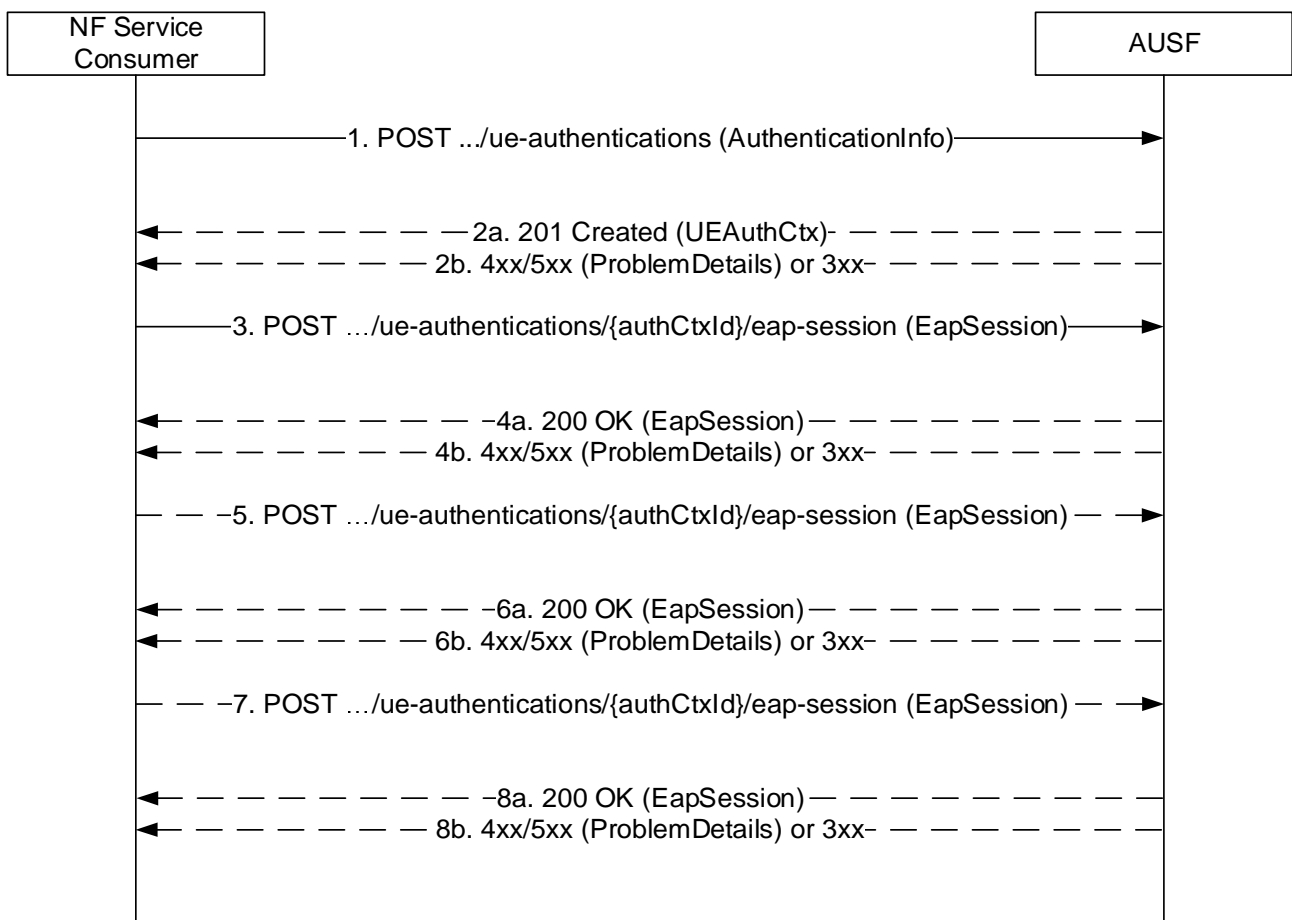 NF Service
Consumer
AUSF
1. POST .../ue-authentications (AuthenticationInfo)
2a. 201 Created (UEAuthCtx)
2b. 4xx/5xx (ProblemDetails) or 3xx
3. POST …/ue-authentications/{authCtxId}/eap-session (EapSession)
4a. 200 OK (EapSession)
4b. 4xx/5xx (ProblemDetails) or 3xx
5. POST …/ue-authentications/{authCtxId}/eap-session (EapSession)
6a. 200 OK (EapSession)
6b. 4xx/5xx (ProblemDetails) or 3xx
7. POST …/ue-authentications/{authCtxId}/eap-session (EapSession)
8a. 200 OK (EapSession)
8b. 4xx/5xx (ProblemDetails) or 3xx